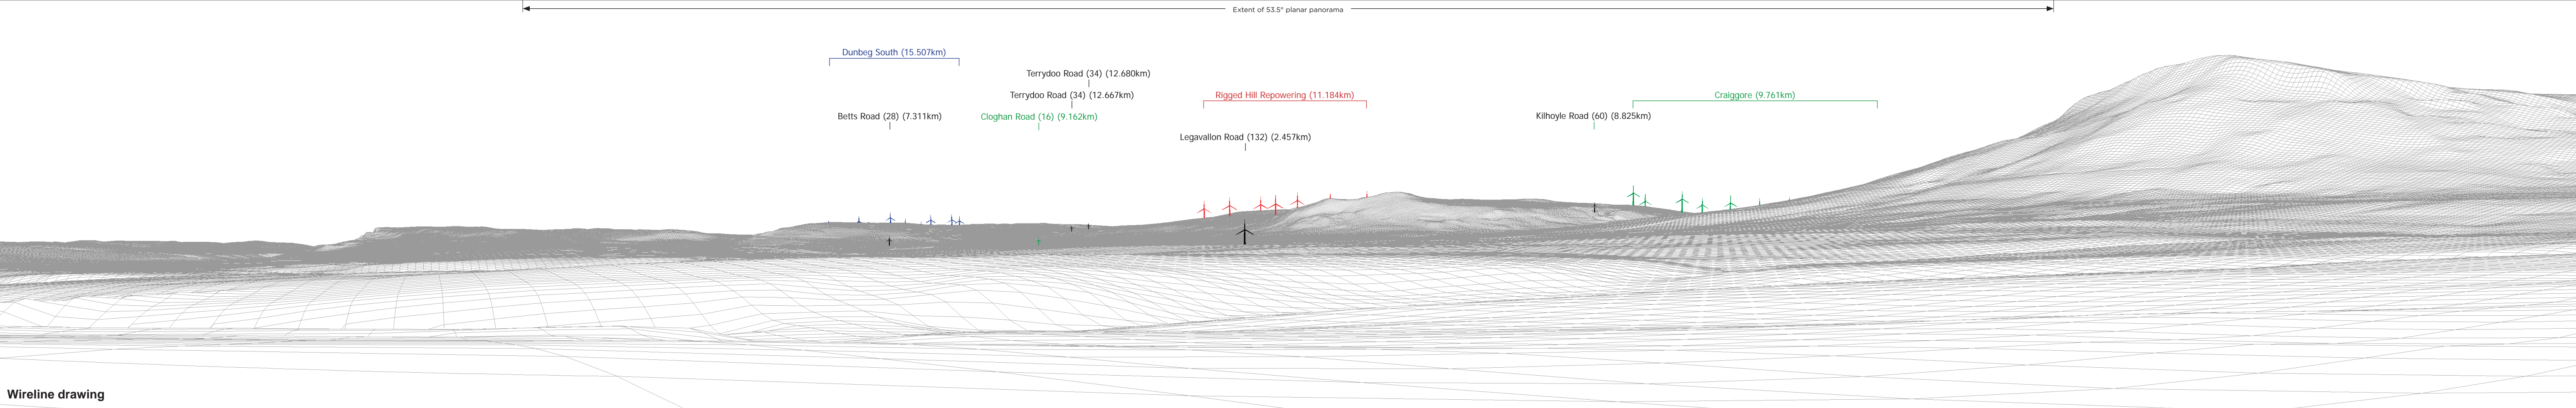 Extent of 53.5° planar panorama
Dunbeg South (15.507km)
Terrydoo Road (34) (12.680km)
Terrydoo Road (34) (12.667km)
Rigged Hill Repowering (11.184km)
Craiggore (9.761km)
Betts Road (28) (7.311km)
Cloghan Road (16) (9.162km)
Kilhoyle Road (60) (8.825km)
Legavallon Road (132) (2.457km)
Wireline drawing